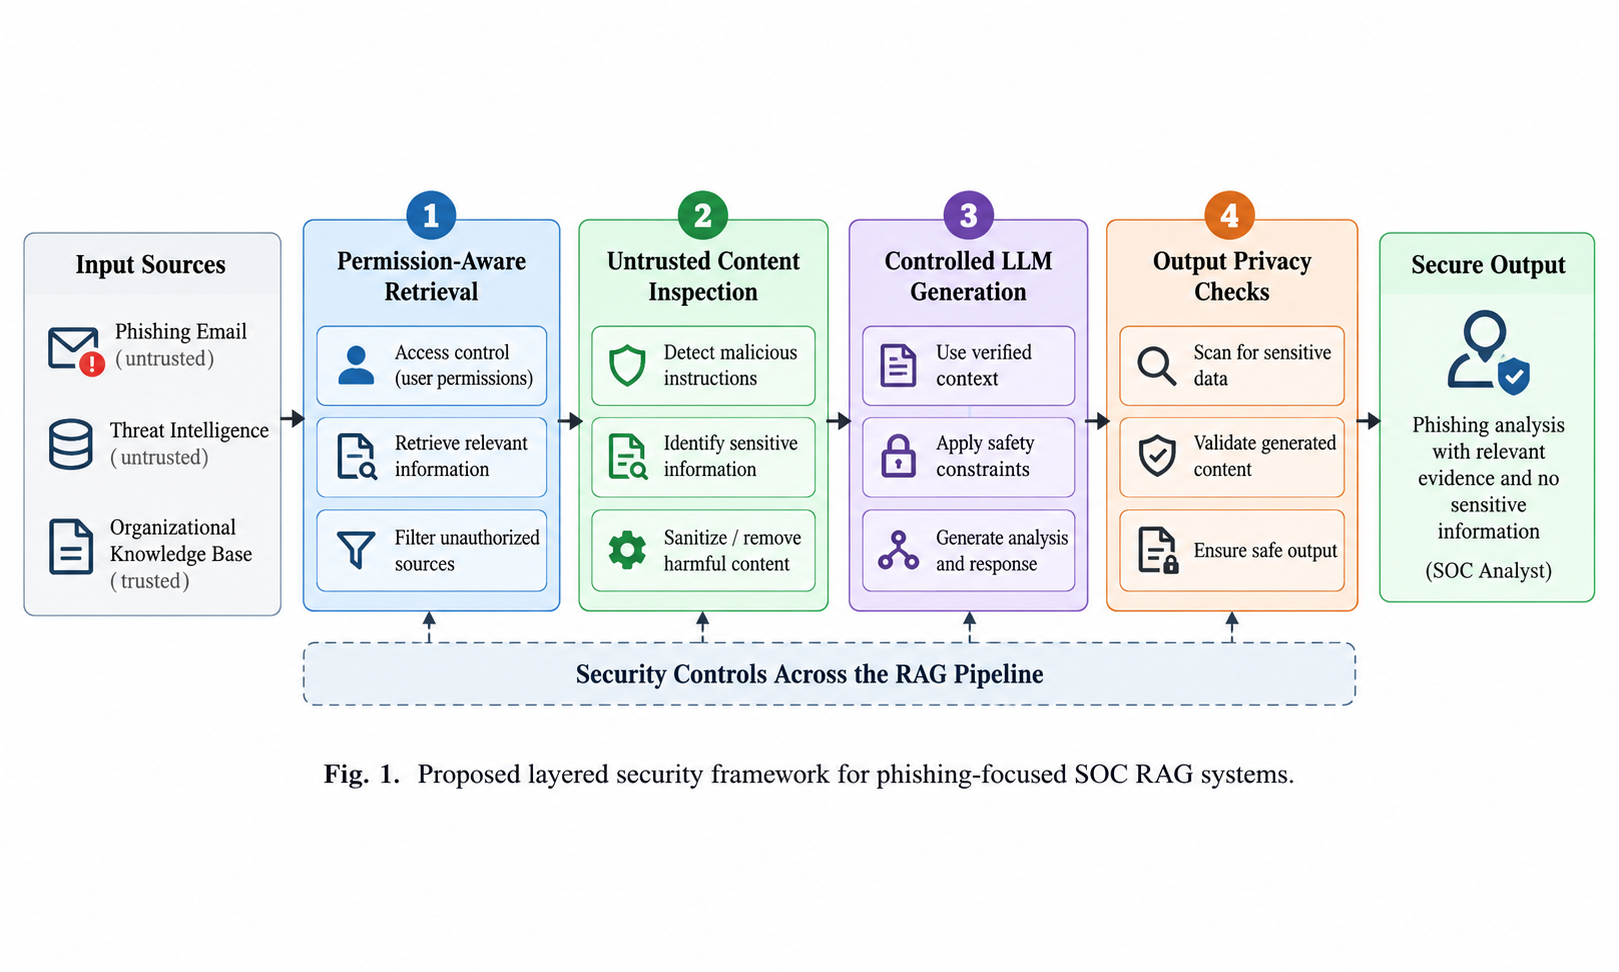 Input Sources
Phishing Email
(untrusted)
Threat Intelligence
(untrusted)
Organizational
Knowledge Base
(trusted)
1
Permission-Aware
Retrieval
Access control
(user permissions)
Retrieve relevant
information
Filter unauthorized
sources
2
Untrusted Content
Inspection
Detect malicious
instructions
Identify sensitive
information
Sanitize / remove
harmful content
3
Controlled LLM
Generation
Use verified
context
Apply safety
constraints
Generate analysis
and response
4
Output Privacy
Checks
Scan for sensitive
data
Validate generated
content
Ensure safe output
Secure Output
Phishing analysis
with relevant
evidence and no
sensitive
information
(SOC Analyst)
Security Controls Across the RAG Pipeline
Fig. 1. Proposed layered security framework for phishing-focused SOC RAG systems.